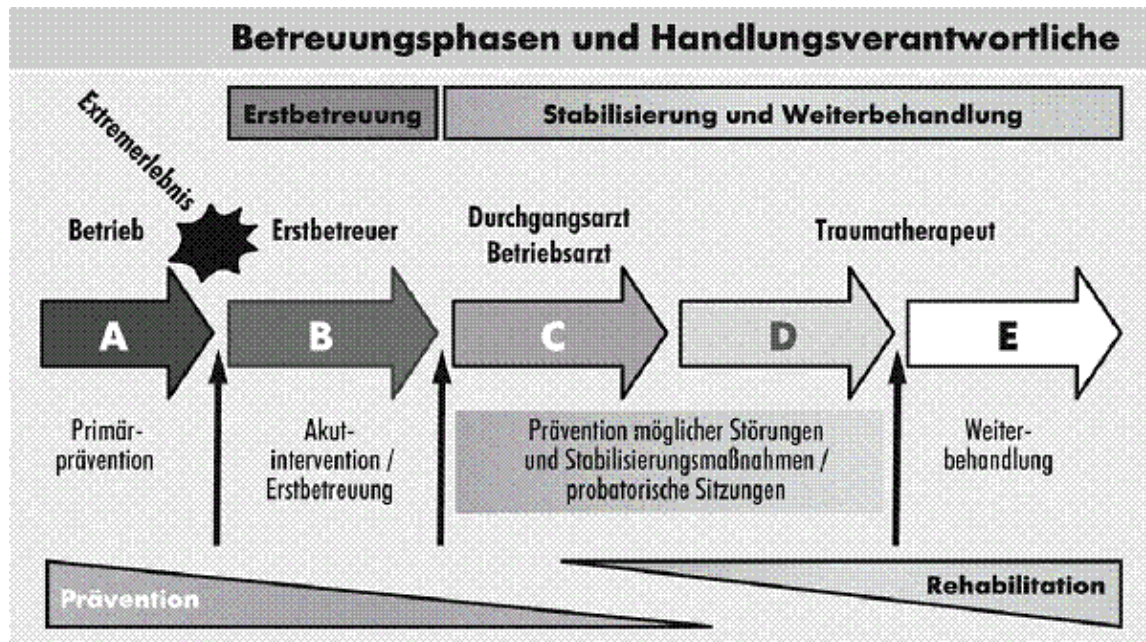 Betreuungsphasen und Handlungsverantwortliche
Erstbetreuung
Stabilisierung und Weiterbehandlung
Extremerlebnis
Betrieb
Erstbetreuer
Durchgangsarzt
Betriebsarzt
Traumatherapeut
A
B
C
D
E
Primär-
prävention
Akut-
intervention /
Erstbetreuung
Prävention möglicher Störungen
und Stabilisierungsmaßnahmen /
probatorische Sitzungen
Weiter-
behandlung
Prävention
Rehabilitation